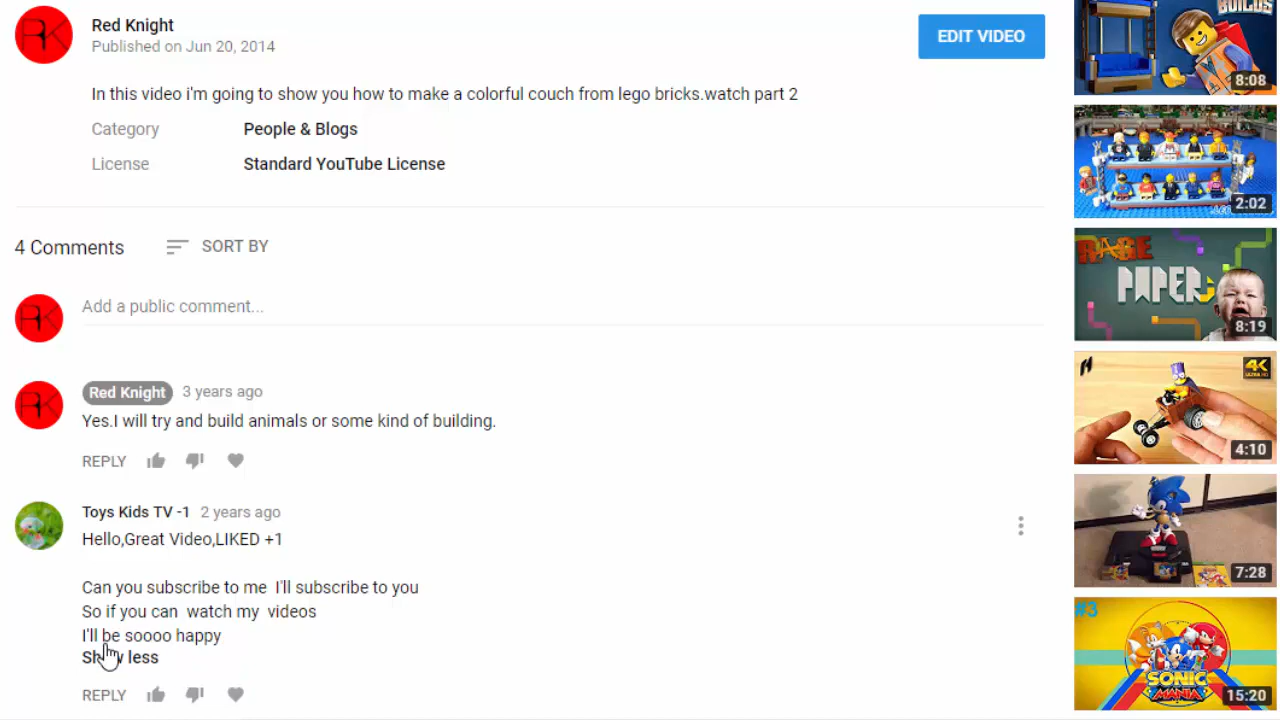 Red Knight
Published on Jun 20, 2014
EDIT VIDEO
In this video i'm going to show you how to make a colorful couch from lego bricks.watch part 2
Category People & Blogs
License Standard YouTube License
4 Comments SORT BY
Add a public comment...
Red Knight 3 years ago
Yes.I will try and build animals or some kind of building.
REPLY
Toys Kids TV -1 2 years ago
Hello,Great Video,LIKED +1
Can you subscribe to me I'll subscribe to you
So if you can watch my videos
I'll be soooo happy
Show less
REPLY
BUILDS
8:08
2:02
RAGE
PAPER
8:19
4K
ULTRA HD
4:10
7:28
#3
SONIC
MANIA
15:20